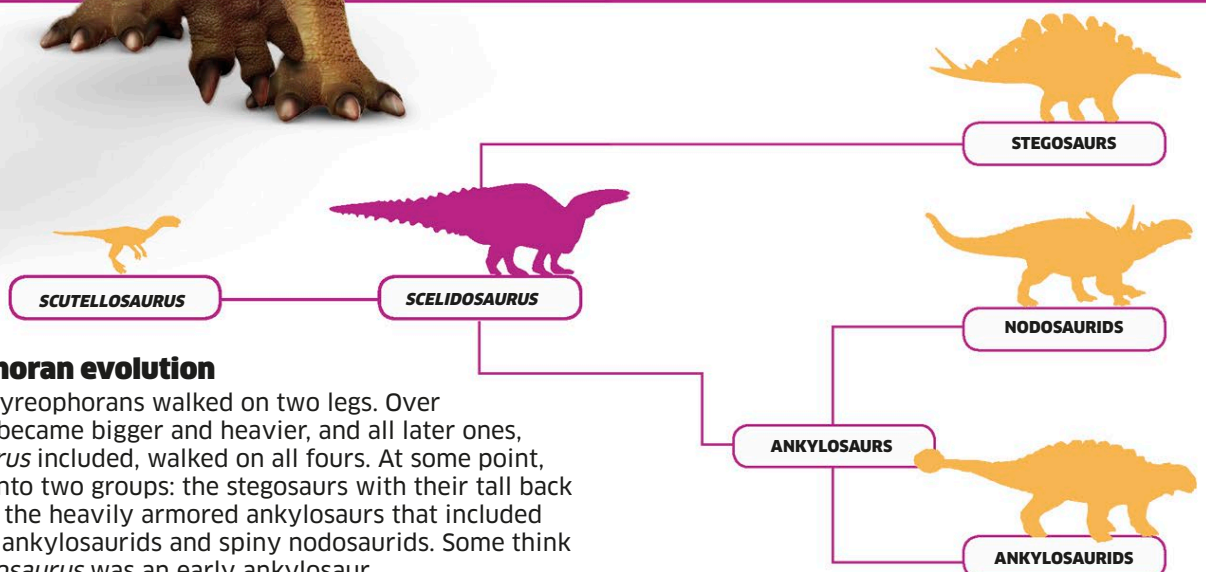 STEGOSAURS
NODOSAURIDS
SCUTELLOSAURUS
SCELIDOSAURUS
ANKYLOSAURS
ANKYLOSAURIDS
horan evolution
yreophorans walked on two legs. Over
became bigger and heavier, and all later ones,
rus included, walked on all fours. At some point,
nto two groups: the stegosaurs with their tall back
the heavily armored ankylosaurs that included
ankylosaurids and spiny nodosaurids. Some think
saurus was an early ankylosaur